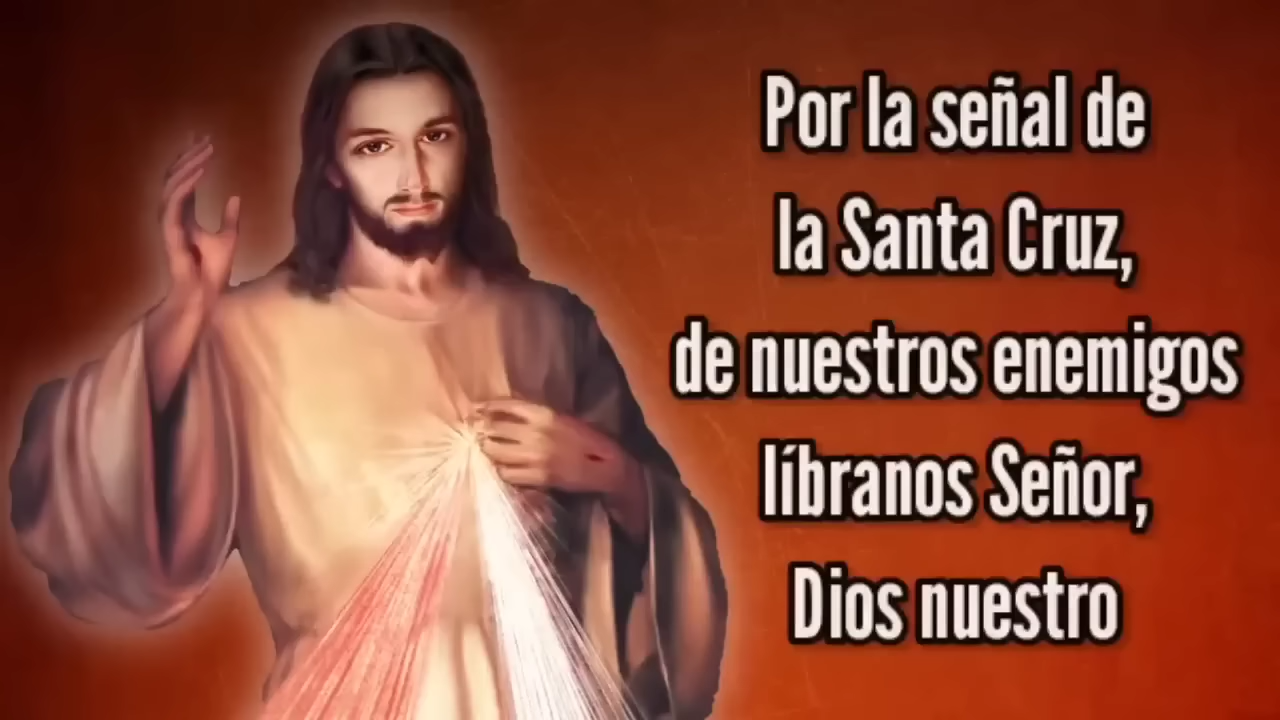 Por la señal de
la Santa Cruz,
de nuestros enemigos
líbranos Señor,
Dios nuestro